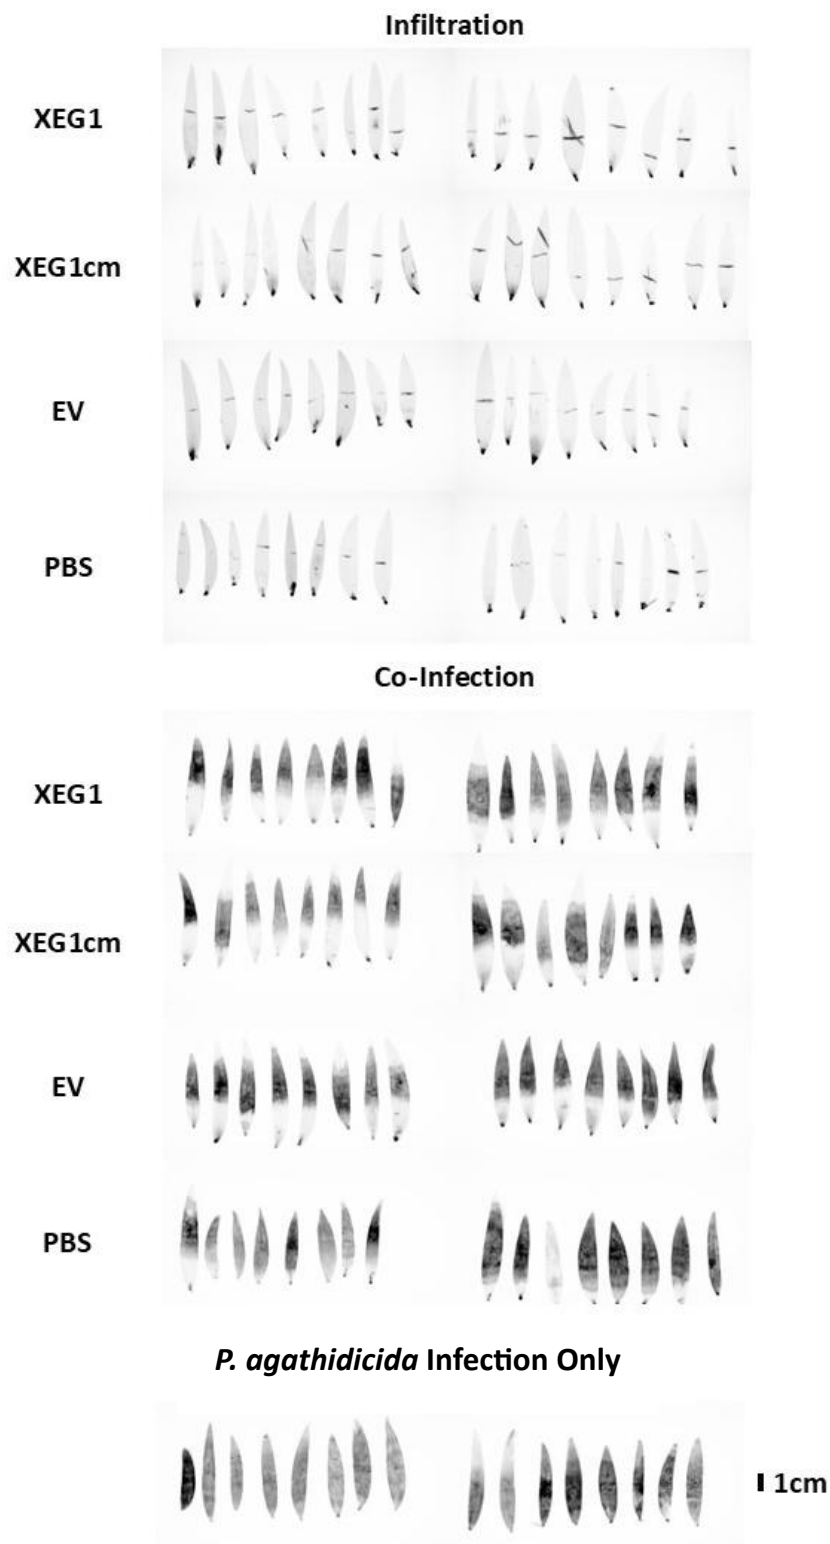 Infiltration
XEG1
XEG1cm
EV
PBS
Co-Infection
XEG1
XEG1cm
EV
PBS
P. agathidicida Infection Only
1cm